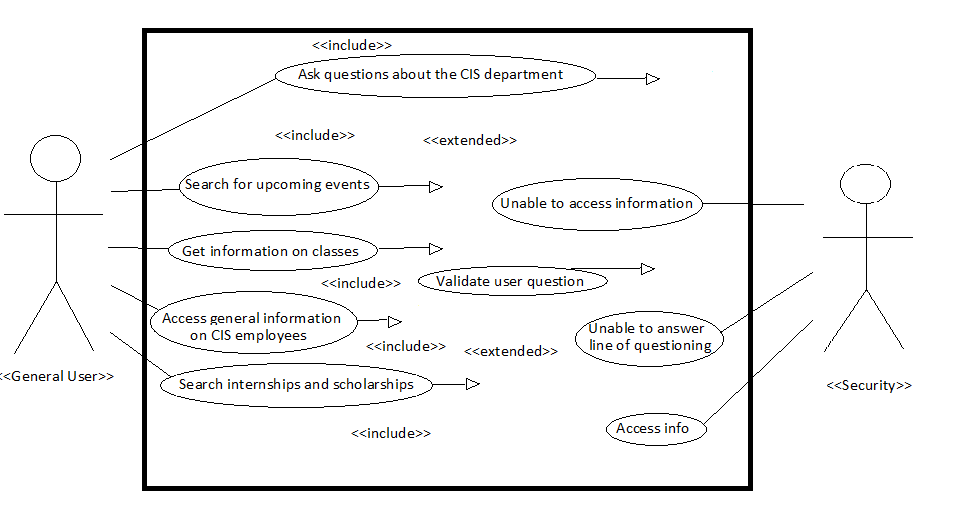 <<include>>
Ask questions about the CIS department
<<include>>
<<extended>>
Search for upcoming events
Unable to access information
Get information on classes
Validate user question
<<include>>
Access general information
on CIS employees
Unable to answer
line of questioning
<<include>>
<<extended>>
<<General User>>
Search internships and scholarships
<<Security>>
Access info
<<include>>